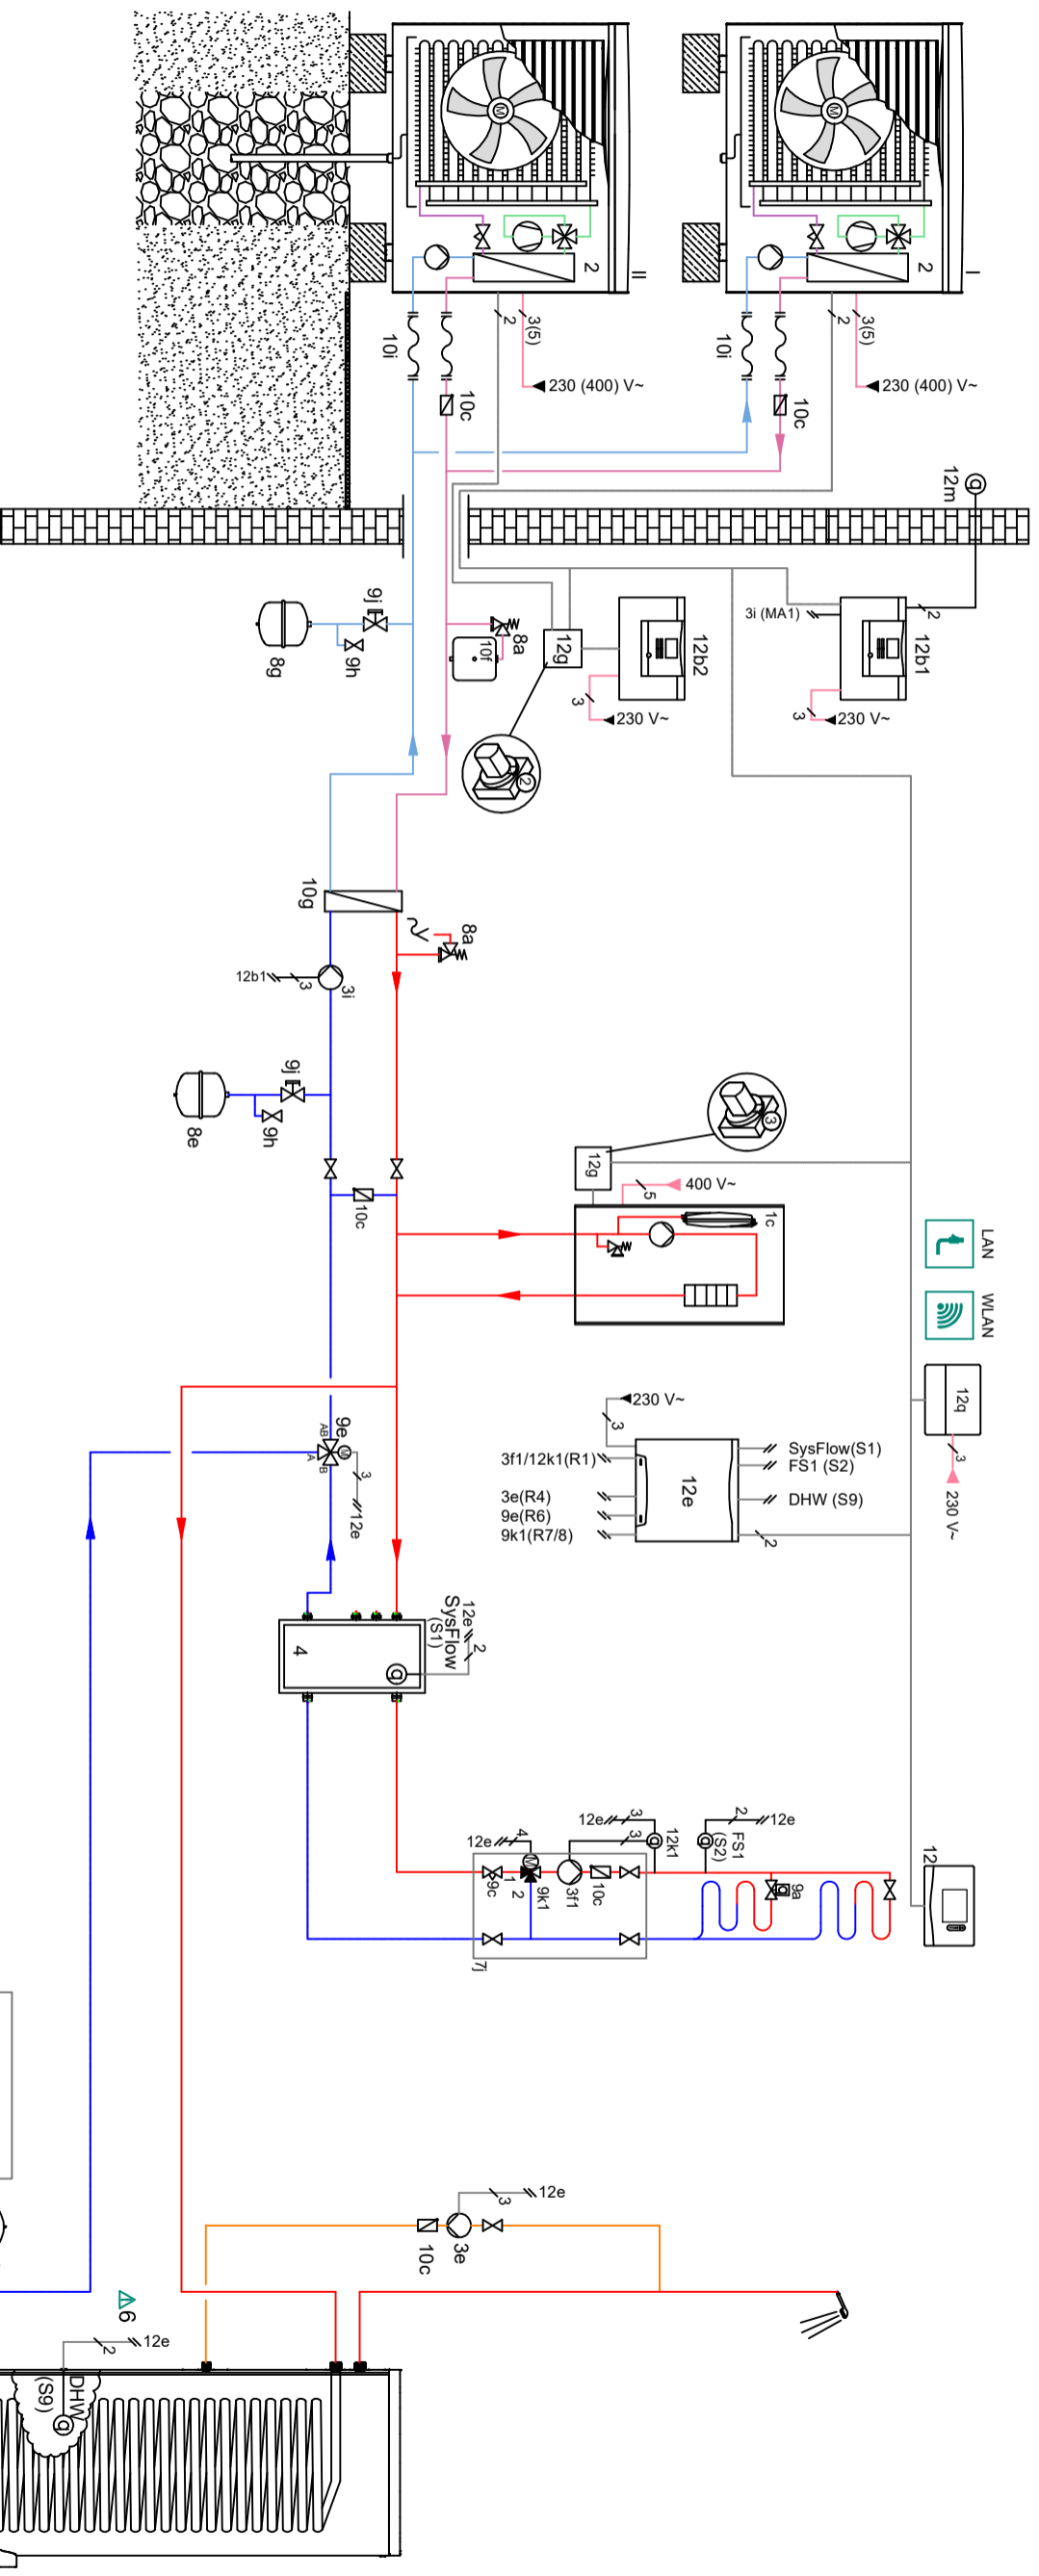 I
II
2
2
M
M
3(5)
2
3(5)
2
230 (400) V~
230 (400) V~
10i
10c
10i
10c
12m
3i (MA1)
2
12b1
3
230 V~
12b2
3
230 V~
12g
2
8a
10f
9j
9h
8g
10g
8a
12b1
3
3i
9j
9h
8e
10c
3
12g
5
400 V~
1c
LAN
WLAN
12q
3
230 V~
230 V~
3
3f1/12k1(R1)
3e(R4)
9e(R6)
9k1(R7/8)
12e
SysFlow(S1)
FS1 (S2)
DHW (S9)
2
9e
AB
A
B
M
3
12e
4
12e
2
SysFlow
(S1)
12e
3
12k1
2
12e
FS1
(S2)
12e
4
3
M
1
2
9c
9k1
3f1
10c
7j
9a
12
3
12e
3e
10c
6
2
12e
DHW
(S9)